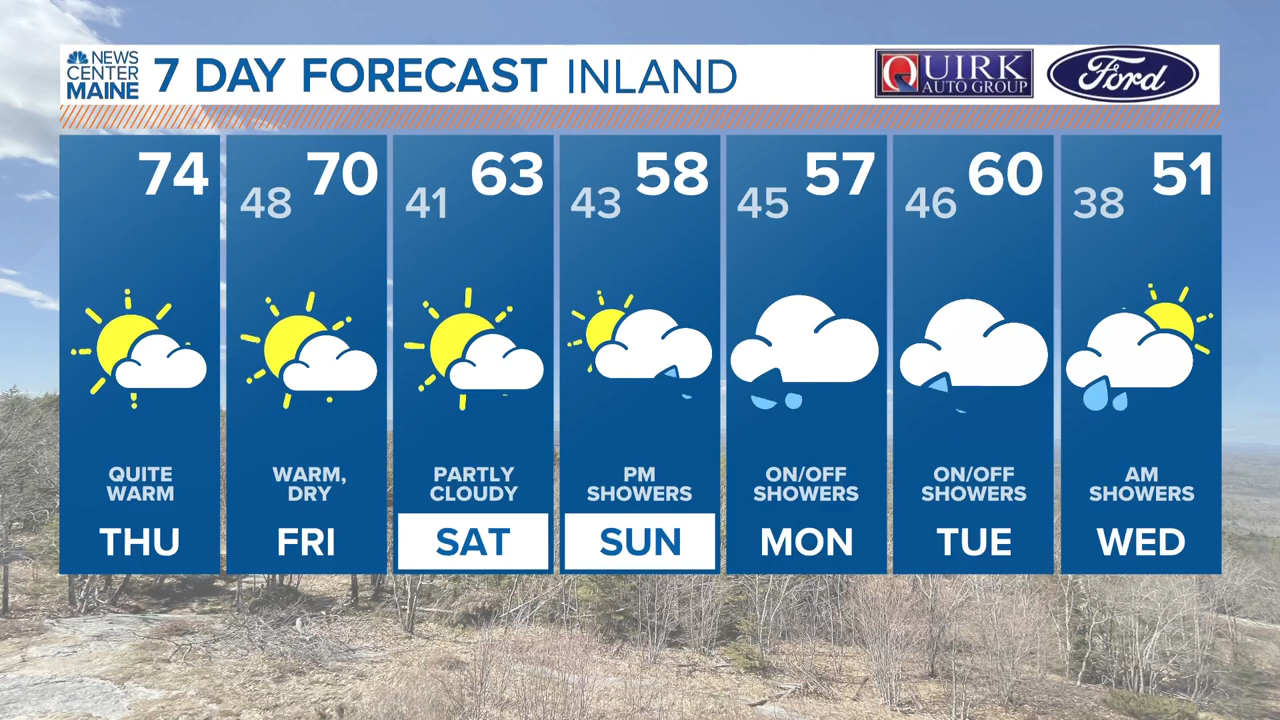 NEWS
CENTER
MAINE
7 DAY FORECAST INLAND
QUIRK
AUTO GROUP
Ford
74
48 70
41 63
43 58
45 57
46 60
38 51
QUITE
WARM
WARM,
DRY
PARTLY
CLOUDY
PM
SHOWERS
ON/OFF
SHOWERS
ON/OFF
SHOWERS
AM
SHOWERS
THU
FRI
SAT
SUN
MON
TUE
WED